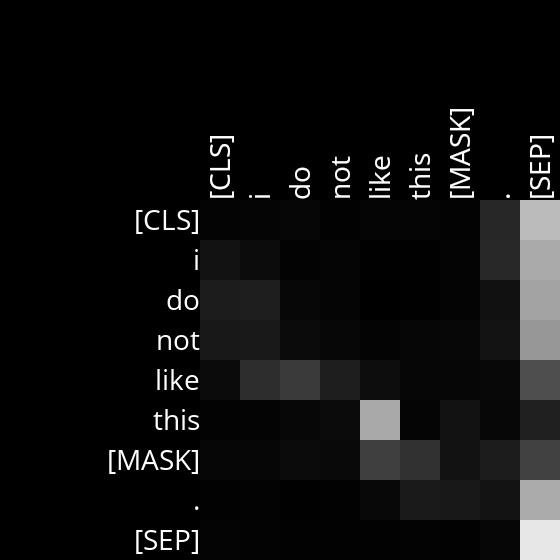 [CLS] i do not like this [MASK] . [SEP]
[CLS]
i
do
not
like
this
[MASK]
.
[SEP]